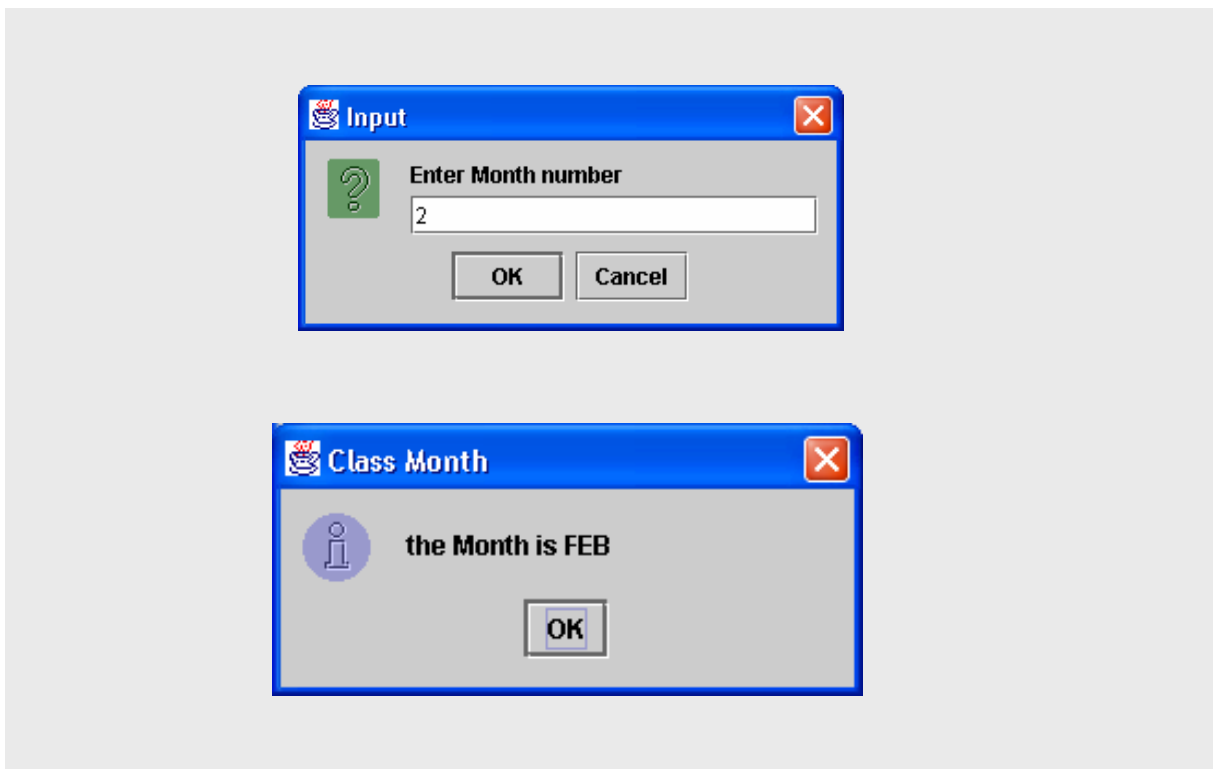 Input
Enter Month number
2
OK Cancel
Class Month
the Month is FEB
OK